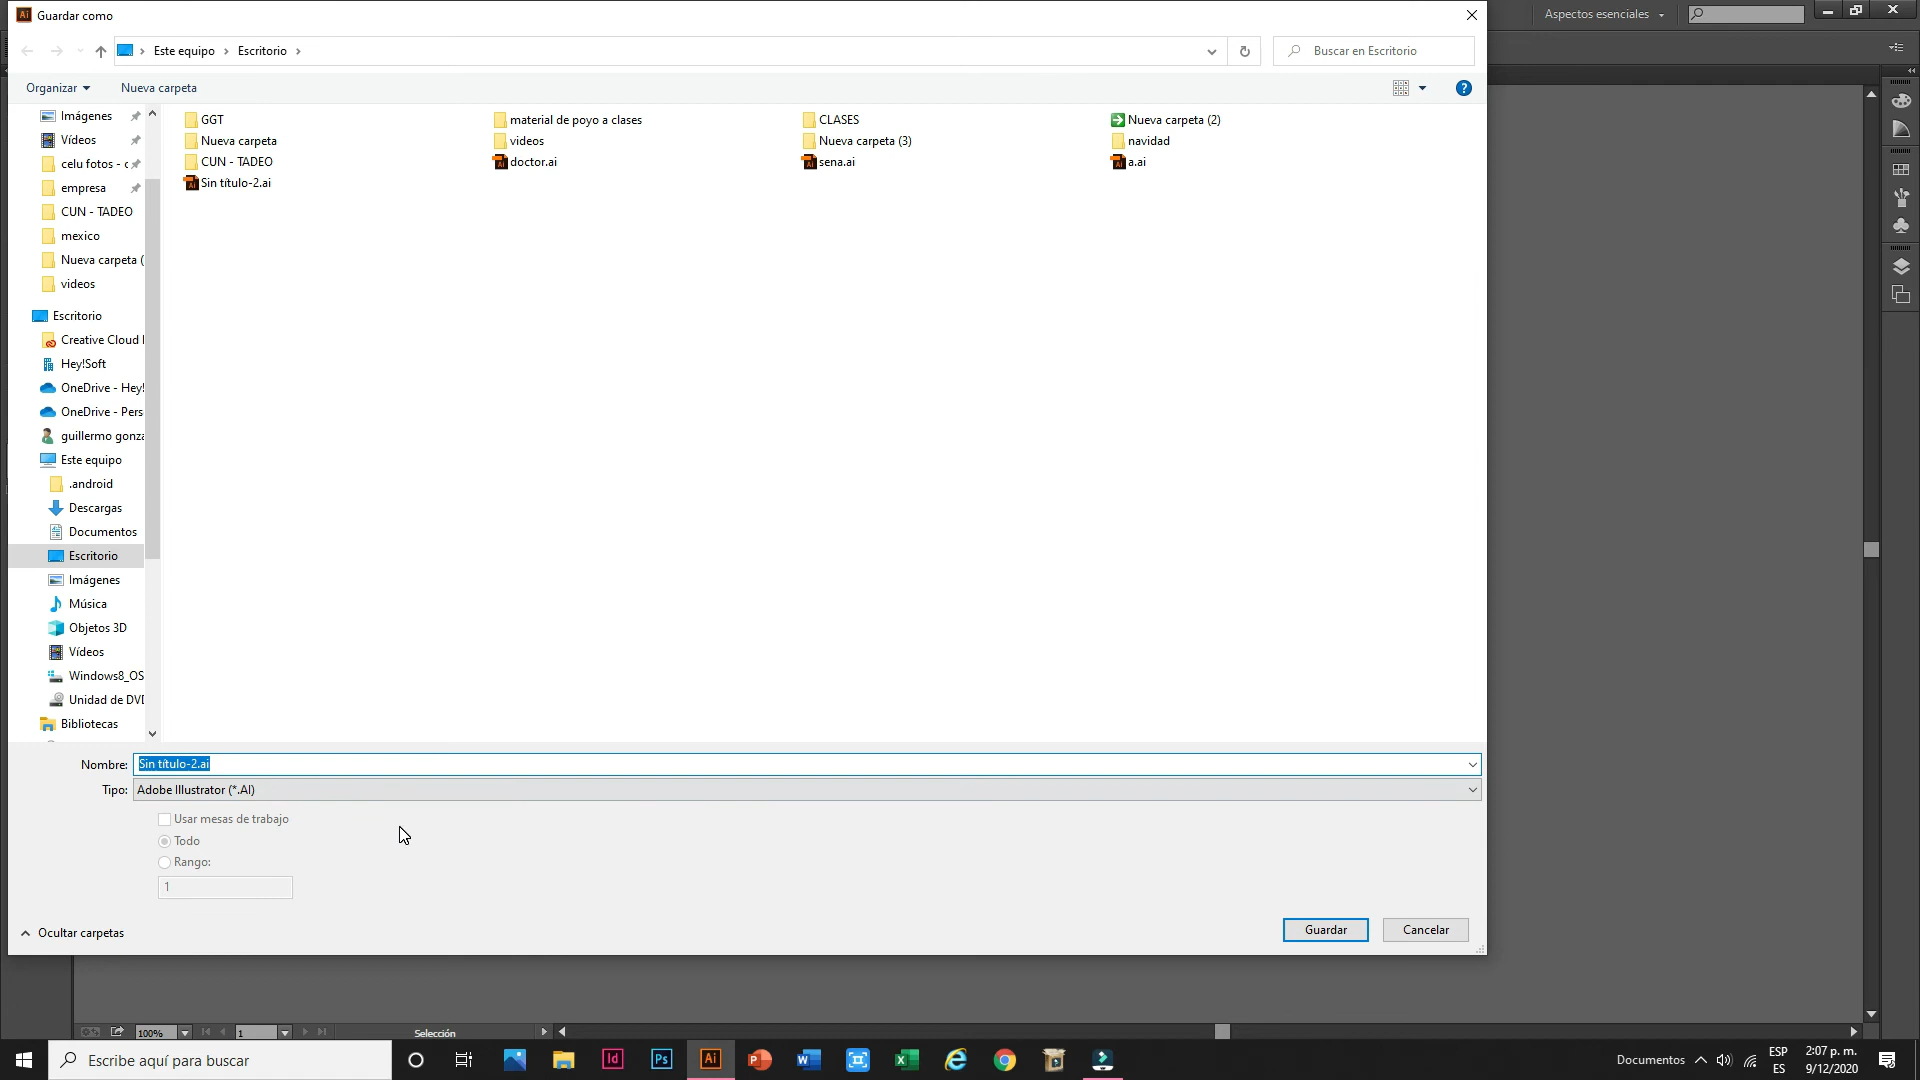 Guardar como
Aspectos esenciales
Este equipo
Escritorio
Buscar en Escritorio
Organizar
Nueva carpeta
Imágenes
Vídeos
celu fotos - c
empresa
CUN - TADEO
mexico
Nueva carpeta (
videos
Escritorio
Creative Cloud
Hey!Soft
OneDrive - Hey!
OneDrive - Pers
guillermo gonza
Este equipo
.android
Descargas
Documentos
Escritorio
Imágenes
Música
Objetos 3D
Vídeos
Windows8_OS
Unidad de DVD
Bibliotecas
GGT
material de poyo a clases
CLASES
Nueva carpeta (2)
Nueva carpeta
videos
Nueva carpeta (3)
navidad
CUN - TADEO
doctor.ai
sena.ai
a.ai
Sin título-2.ai
Nombre: Sin título-2.ai
Tipo: Adobe Illustrator (*.AI)
Usar mesas de trabajo
Todo
Rango:
1
Ocultar carpetas
Guardar
Cancelar
100%
1
Selección
Escribe aquí para buscar
Documentos
ESP
ES
2:07 p. m.
9/12/2020